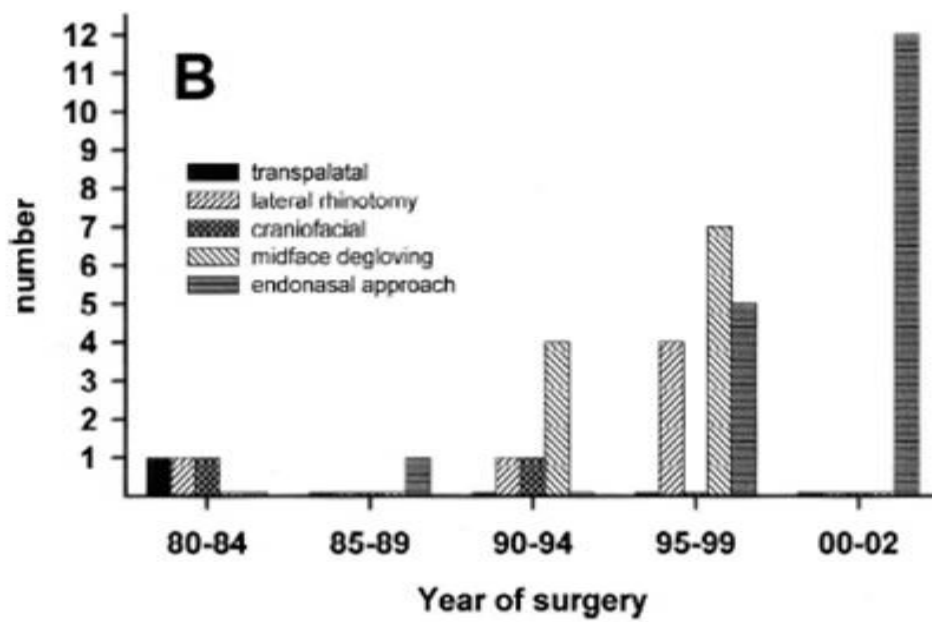 B
12
11
10
9
8
7
6
5
4
3
2
1
number
transpalatal
lateral rhinotomy
craniofacial
midface degloving
endonasal approach
80-84 85-89 90-94 95-99 00-02
Year of surgery